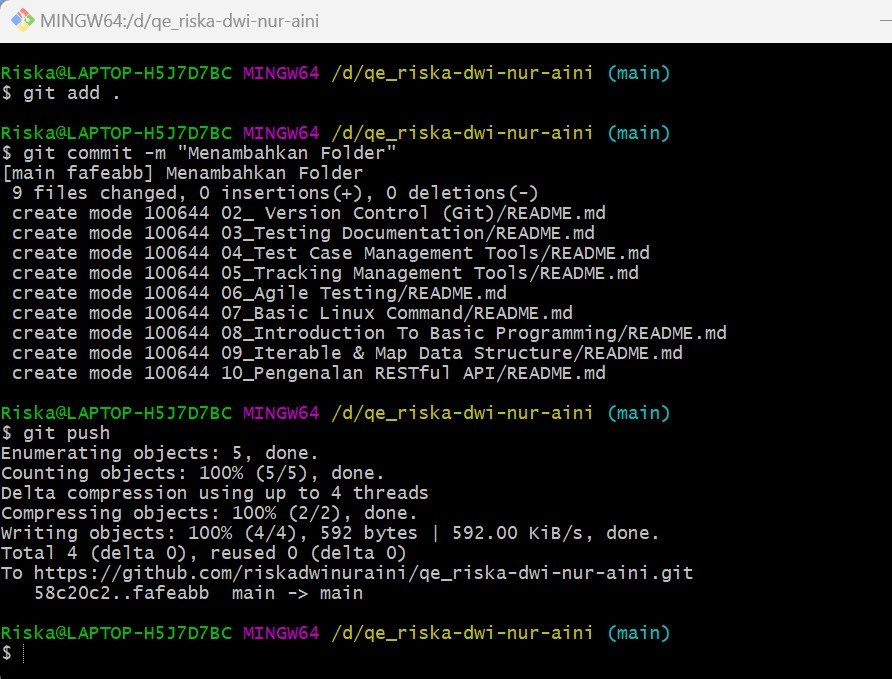 MINGW64:/d/qe_riska-dwi-nur-aini
Riska@LAPTOP-H5J7D7BC MINGW64 /d/qe_riska-dwi-nur-aini (main)
$ git add .
Riska@LAPTOP-H5J7D7BC MINGW64 /d/qe_riska-dwi-nur-aini (main)
$ git commit -m "Menambahkan Folder"
[main fafeabb] Menambahkan Folder
 9 files changed, 0 insertions(+), 0 deletions(-)
 create mode 100644 02_ Version Control (Git)/README.md
 create mode 100644 03_Testing Documentation/README.md
 create mode 100644 04_Test Case Management Tools/README.md
 create mode 100644 05_Tracking Management Tools/README.md
 create mode 100644 06_Agile Testing/README.md
 create mode 100644 07_Basic Linux Command/README.md
 create mode 100644 08_Introduction To Basic Programming/README.md
 create mode 100644 09_Iterable & Map Data Structure/README.md
 create mode 100644 10_Pengenalan RESTful API/README.md
Riska@LAPTOP-H5J7D7BC MINGW64 /d/qe_riska-dwi-nur-aini (main)
$ git push
Enumerating objects: 5, done.
Counting objects: 100% (5/5), done.
Delta compression using up to 4 threads
Compressing objects: 100% (2/2), done.
Writing objects: 100% (4/4), 592 bytes | 592.00 KiB/s, done.
Total 4 (delta 0), reused 0 (delta 0)
To https://github.com/riskadwinuraini/qe_riska-dwi-nur-aini.git
   58c20c2..fafeabb  main -> main
Riska@LAPTOP-H5J7D7BC MINGW64 /d/qe_riska-dwi-nur-aini (main)
$